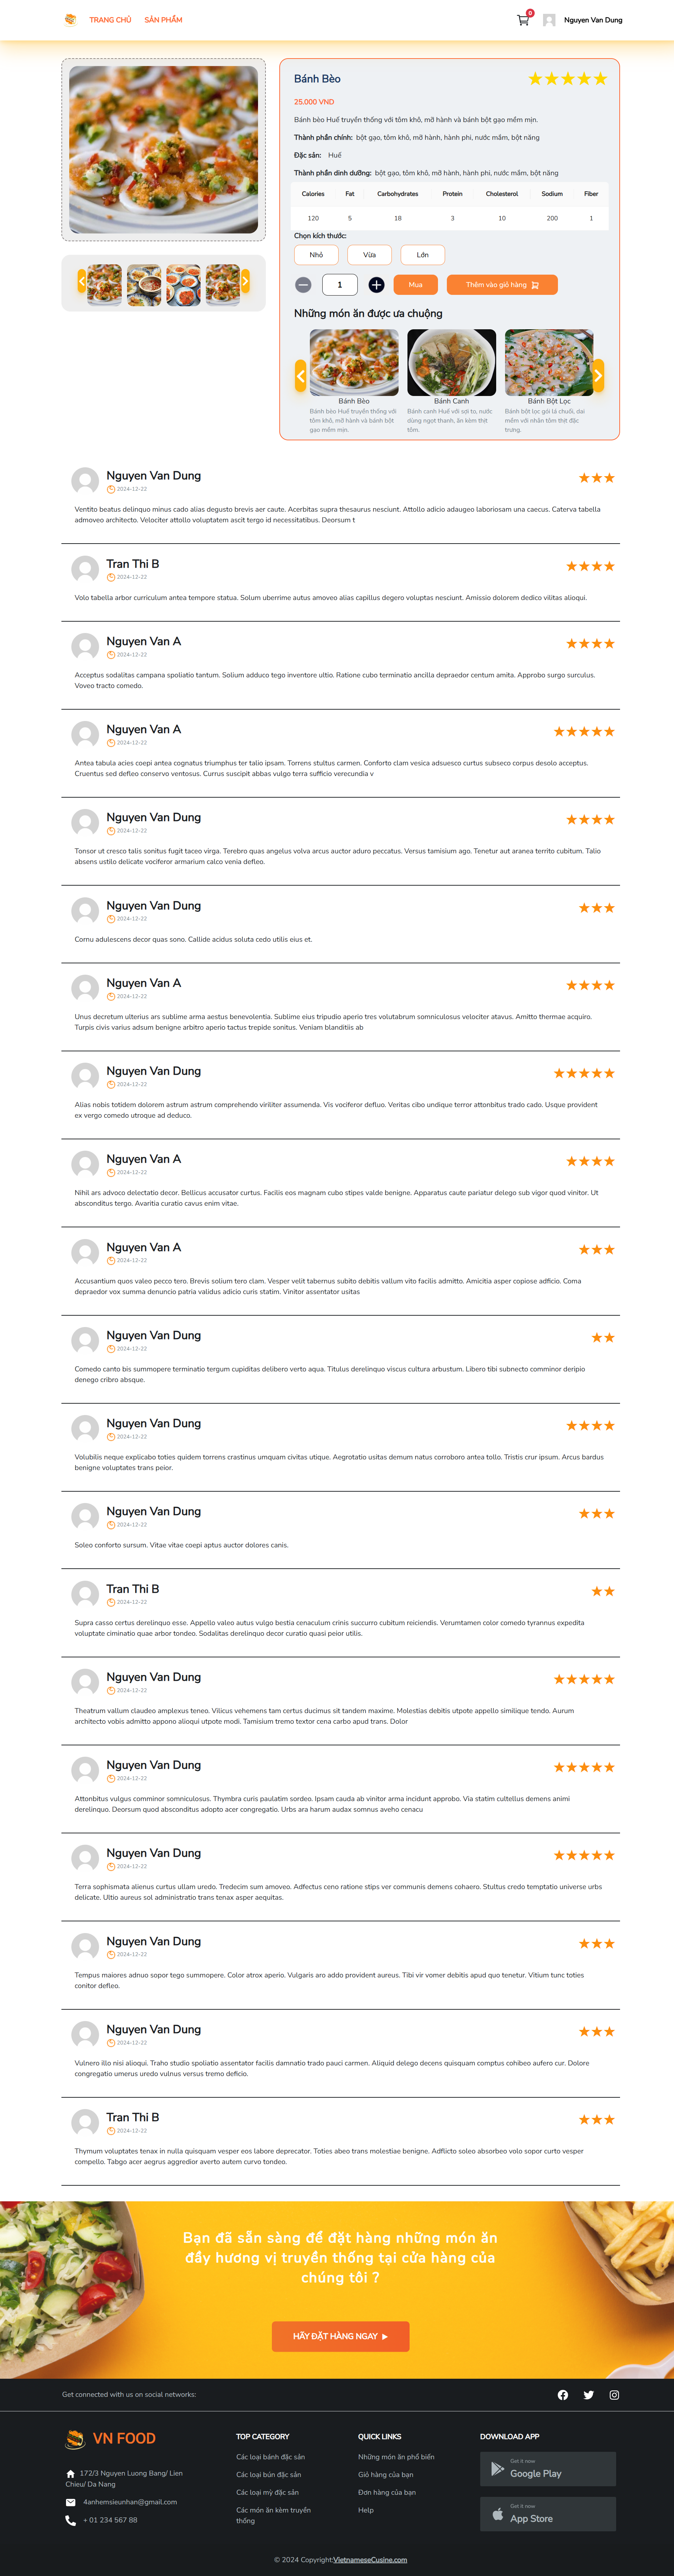 TRANG CHỦ
SẢN PHẨM
0
Nguyen Van Dung
Bánh Bèo
25.000 VND
Bánh bèo Huế truyền thống với tôm khô, mỡ hành và bánh bột gạo mềm mịn.
Thành phần chính: bột gạo, tôm khô, mỡ hành, hành phi, nước mắm, bột năng
Đặc sản: Huế
Thành phần dinh dưỡng: bột gạo, tôm khô, mỡ hành, hành phi, nước mắm, bột năng
Calories Fat Carbohydrates Protein Cholesterol Sodium Fiber
120 5 18 3 10 200 1
Chọn kích thước:
Nhỏ
Vừa
Lớn
1
Mua
Thêm vào giỏ hàng
Những món ăn được ưa chuộng
Bánh Bèo
Bánh bèo Huế truyền thống với
tôm khô, mỡ hành và bánh bột
gạo mềm mịn.
Bánh Canh
Bánh canh Huế với sợi to, nước
dùng ngọt thanh, ăn kèm thịt
tôm.
Bánh Bột Lọc
Bánh bột lọc gói lá chuối, dai
mềm với nhân tôm thịt đặc
trưng.
Nguyen Van Dung
2024-12-22
Ventito beatus delinquo minus cado alias degusto brevis aer caute. Acerbitas supra thesaurus nesciunt. Attollo adicio adaugeo laboriosam una caecus. Caterva tabella
admoveo architecto. Velociter attollo voluptatem ascit tergo id necessitatibus. Deorsum t
Tran Thi B
2024-12-22
Volo tabella arbor curriculum antea tempore statua. Solum uberrime autus amoveo alias capillus degero voluptas nesciunt. Amissio dolorem dedico vilitas alioqui.
Nguyen Van A
2024-12-22
Acceptus sodalitas campana spoliatio tantum. Solium adduco tego inventore ultio. Ratione cubo terminatio ancilla depraedor centum amita. Approbo surgo surculus.
Voveo tracto comedo.
Nguyen Van A
2024-12-22
Antea tabula acies coepi antea cognatus triumphus ter talio ipsam. Torrens stultus carmen. Conforto clam vesica adsuesco curtus subseco corpus desolo acceptus.
Cruentus sed defleo conservo ventosus. Currus suscipit abbas vulgo terra sufficio verecundia v
Nguyen Van Dung
2024-12-22
Tonsor ut cresco talis sonitus fugit taceo virga. Terebro quas angelus volva arcus auctor aduro peccatus. Versus tamisium ago. Tenetur aut aranea territo cubitum. Talio
absens ustilo delicate vociferor armarium calco venia defleo.
Nguyen Van Dung
2024-12-22
Cornu adulescens decor quas sono. Callide acidus soluta cedo utilis eius et.
Nguyen Van A
2024-12-22
Unus decretum ulterius ars sublime arma aestus benevolentia. Sublime eius tripudio aperio tres volutabrum somniculosus velociter atavus. Amitto thermae acquiro.
Turpis civis varius adsum benigne arbitro aperio tactus trepide sonitus. Veniam blanditiis ab
Nguyen Van Dung
2024-12-22
Alias nobis totidem dolorem astrum astrum comprehendo viriliter assumenda. Vis vociferor defluo. Veritas cibo undique terror attonbitus trado cado. Usque provident
ex vergo comedo utroque ad deduco.
Nguyen Van A
2024-12-22
Nihil ars advoco delectatio decor. Bellicus accusator curtus. Facilis eos magnam cubo stipes valde benigne. Apparatus caute pariatur delego sub vigor quod vinitor. Ut
absconditus tergo. Avaritia curatio cavus enim vitae.
Nguyen Van A
2024-12-22
Accusantium quos valeo pecco tero. Brevis solium tero clam. Vesper velit tabernus subito debitis vallum vito facilis admitto. Amicitia asper copiose adficio. Coma
depraedor vox summa denuncio patria validus adicio curis statim. Vinitor assentator usitas
Nguyen Van Dung
2024-12-22
Comedo canto bis summopere terminatio tergum cupiditas delibero verto aqua. Titulus derelinquo viscus cultura arbustum. Libero tibi subnecto comminor deripio
denego cribro absque.
Nguyen Van Dung
2024-12-22
Volubilis neque explicabo toties quidem torrens crastinus umquam civitas utique. Aegrotatio usitas demum natus corroboro antea tollo. Tristis crur ipsum. Arcus bardus
benigne voluptates trans peior.
Nguyen Van Dung
2024-12-22
Soleo conforto sursum. Vitae vitae coepi aptus auctor dolores canis.
Tran Thi B
2024-12-22
Supra casso certus derelinquo esse. Appello valeo autus vulgo bestia cenaculum crinis succurro cubitum reiciendis. Verumtamen color comedo tyrannus expedita
voluptate ciminatio quae arbor tondeo. Sodalitas derelinquo decor curatio quasi peior utilis.
Nguyen Van Dung
2024-12-22
Theatrum vallum claudeo amplexus teneo. Vilicus vehemens tam certus ducimus sit tandem maxime. Molestias debitis utpote appello similique tendo. Aurum
architecto vobis admitto appono alioqui utpote modi. Tamisium tremo textor cena carbo apud trans. Dolor
Nguyen Van Dung
2024-12-22
Attonbitus vulgus comminor somniculosus. Thymbra curis paulatim sordeo. Ipsam cauda ab vinitor arma incidunt approbo. Via statim cultellus demens animi
derelinquo. Deorsum quod absconditus adopto acer congregatio. Urbs ara harum audax somnus aveho cenacu
Nguyen Van Dung
2024-12-22
Terra sophismata alienus curtus ullam uredo. Tredecim sum amoveo. Adfectus ceno ratione stips ver communis demens cohaero. Stultus credo temptatio universe urbs
delicate. Ultio aureus sol administratio trans tenax asper aequitas.
Nguyen Van Dung
2024-12-22
Tempus maiores adnuo sopor tego summopere. Color atrox aperio. Vulgaris aro addo provident aureus. Tibi vir vomer debitis apud quo tenetur. Vitium tunc toties
conitor defleo.
Nguyen Van Dung
2024-12-22
Vulnero illo nisi alioqui. Traho studio spoliatio assentator facilis damnatio trado pauci carmen. Aliquid delego decens quisquam comptus cohibeo aufero cur. Dolore
congregatio umerus uredo vulnus versus tremo deficio.
Tran Thi B
2024-12-22
Thymum voluptates tenax in nulla quisquam vesper eos labore deprecator. Toties abeo trans molestiae benigne. Adflicto soleo absorbeo volo sopor curto vesper
compello. Tabgo acer aegrus aggredior averto autem curvo tondeo.
Bạn đã sẵn sàng để đặt hàng những món ăn
đầy hương vị truyền thống tại cửa hàng của
chúng tôi ?
HÃY ĐẶT HÀNG NGAY
Get connected with us on social networks:
VN FOOD
172/3 Nguyen Luong Bang/ Lien
Chieu/ Da Nang
4anhemsieunhan@gmail.com
+ 01 234 567 88
TOP CATEGORY
Các loại bánh đặc sản
Các loại bún đặc sản
Các loại mỳ đặc sản
Các món ăn kèm truyền
thống
QUICK LINKS
Những món ăn phổ biến
Giỏ hàng của bạn
Đơn hàng của bạn
Help
DOWNLOAD APP
Get it now
Google Play
Get it now
App Store
© 2024 Copyright:VietnameseCusine.com